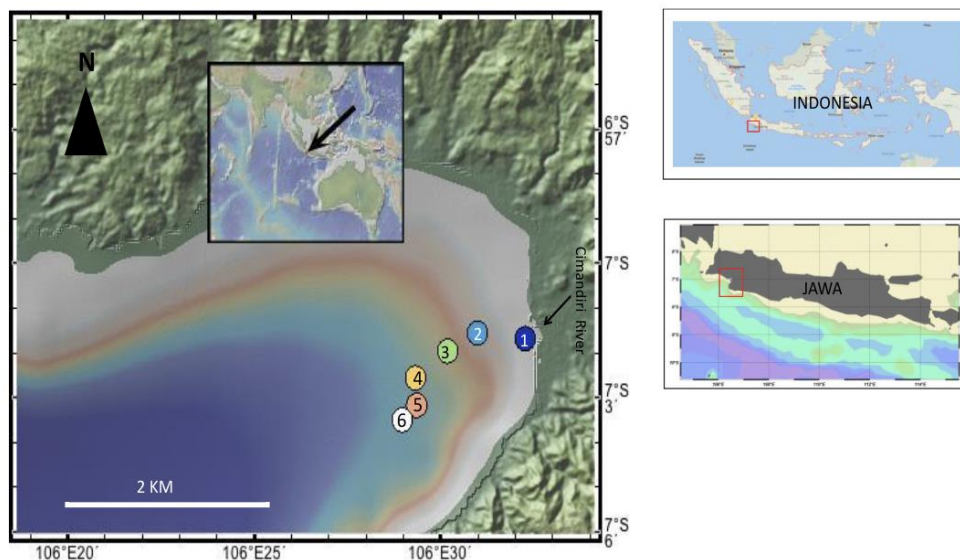 N
6°S
57'
7°S
Cimandiri River
1
2
3
4
5
6
7°S
3'
2 KM
7°S
6'
106°E20'
106°E25'
106°E30'
INDONESIA
JAWA